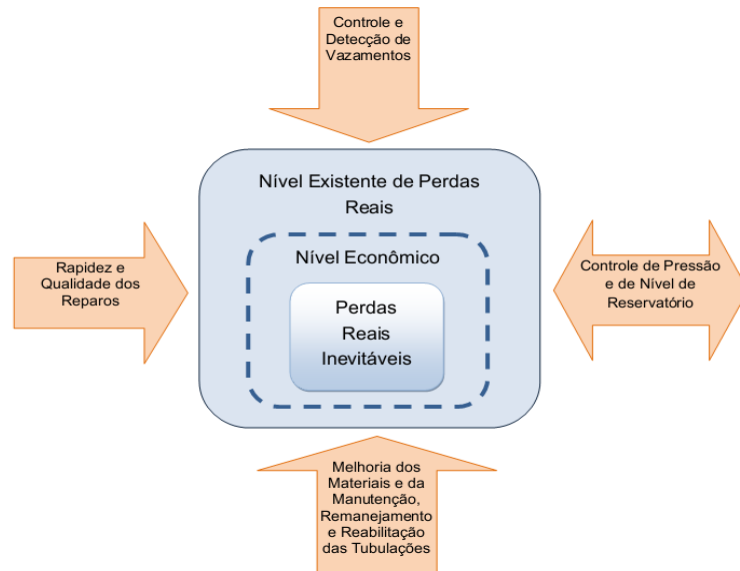 Controle e
Detecção de
Vazamentos
Nível Existente de Perdas
Reais
Nível Econômico
Perdas
Reais
Inevitáveis
Rapidez e
Qualidade dos
Reparos
Controle de Pressão
e de Nível de
Reservatório
Melhoria dos
Materiais e da
Manutenção,
Remanejamento
e Reabilitação
das Tubulações